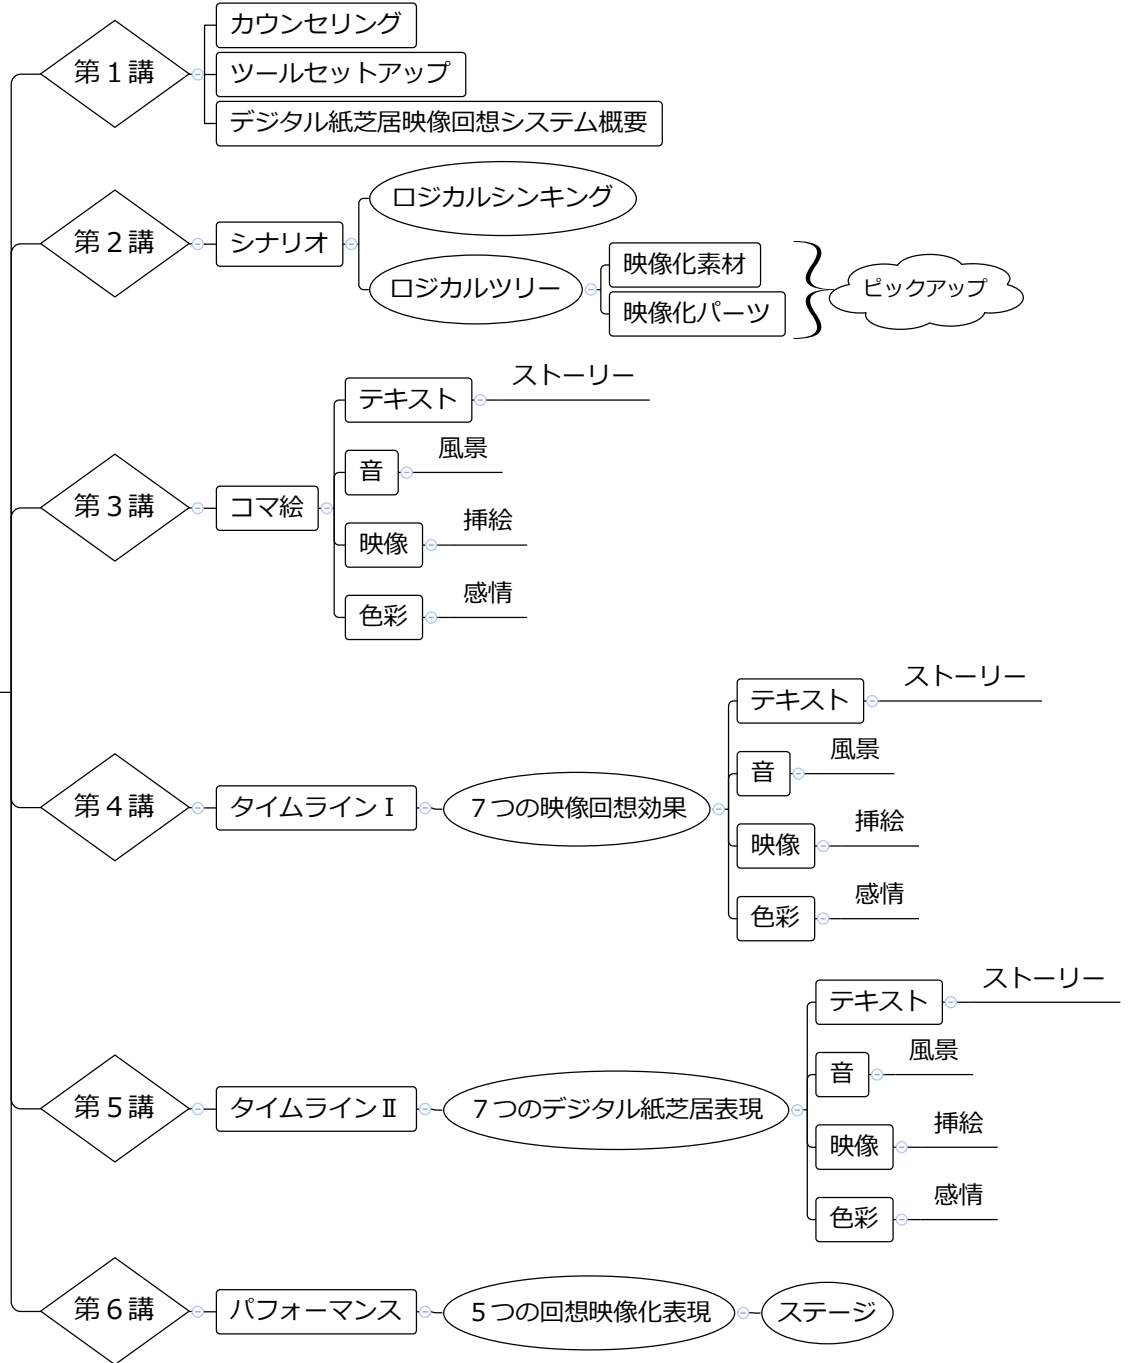 第１講
カウンセリング
ツールセットアップ
デジタル紙芝居映像回想システム概要
第２講
シナリオ
ロジカルシンキング
ロジカルツリー
映像化素材
映像化パーツ
ピックアップ
第３講
コマ絵
テキスト
ストーリー
音
風景
映像
挿絵
色彩
感情
第４講
タイムラインⅠ
７つの映像回想効果
テキスト
ストーリー
音
風景
映像
挿絵
色彩
感情
第５講
タイムラインⅡ
７つのデジタル紙芝居表現
テキスト
ストーリー
音
風景
映像
挿絵
色彩
感情
第６講
パフォーマンス
５つの回想映像化表現
ステージ